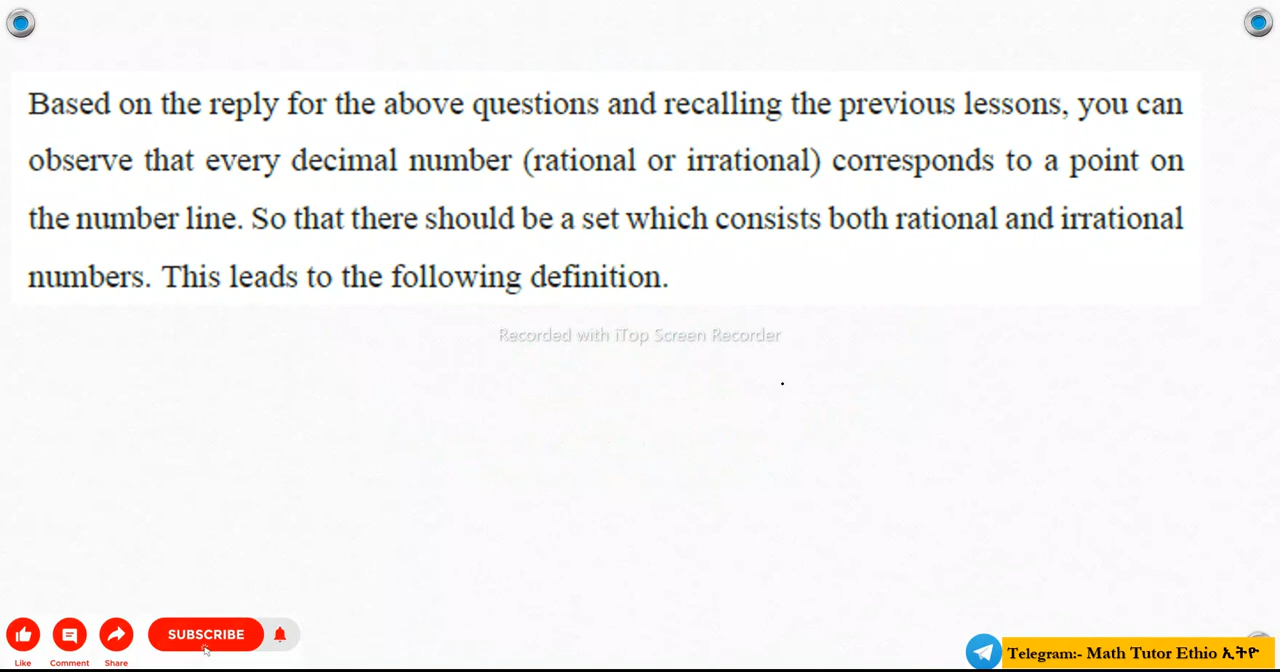 Based on the reply for the above questions and recalling the previous lessons, you can
observe that every decimal number (rational or irrational) corresponds to a point on
the number line. So that there should be a set which consists both rational and irrational
numbers. This leads to the following definition.
Recorded with iTop Screen Recorder
SUBSCRIBE
Like Comment Share
Telegram:- Math Tutor Ethio ኢትዮ